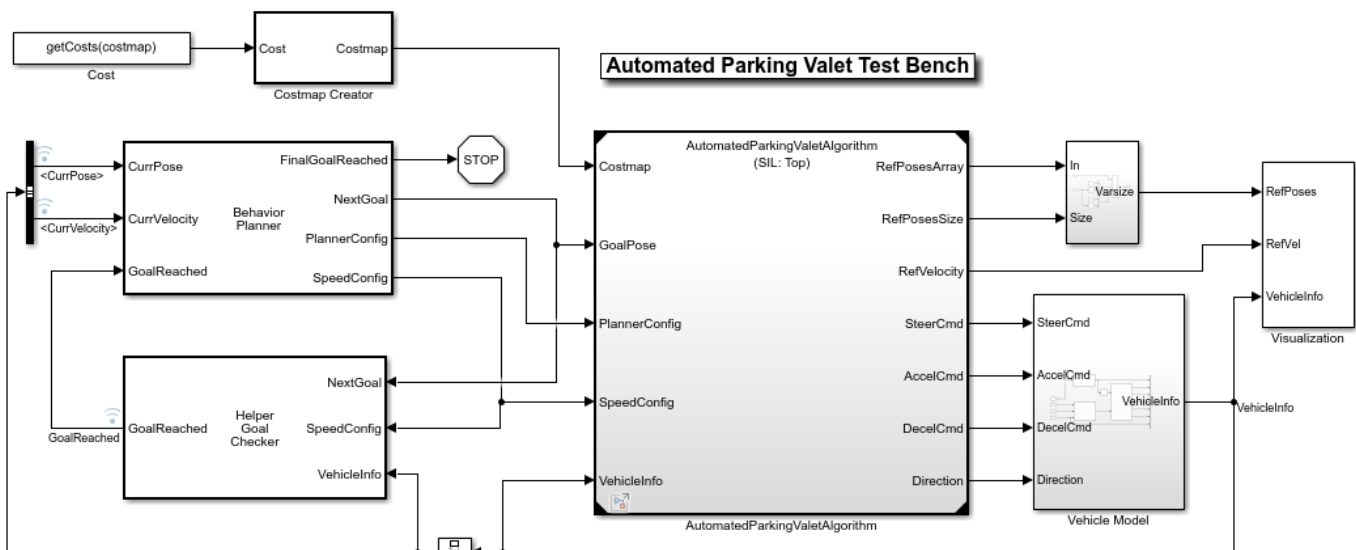 getCosts(costmap)
Cost
Cost
Costmap
Costmap Creator
Automated Parking Valet Test Bench
<CurrPose>
<CurrVelocity>
CurrPose
CurrVelocity
GoalReached
Behavior
Planner
FinalGoalReached
NextGoal
PlannerConfig
SpeedConfig
STOP
GoalReached
GoalReached
Helper
Goal
Checker
NextGoal
SpeedConfig
VehicleInfo
AutomatedParkingValetAlgorithm
(SIL: Top)
Costmap
GoalPose
PlannerConfig
SpeedConfig
VehicleInfo
RefPosesArray
RefPosesSize
RefVelocity
SteerCmd
AccelCmd
DecelCmd
Direction
AutomatedParkingValetAlgorithm
In
Size
Varsize
SteerCmd
AccelCmd
DecelCmd
Direction
VehicleInfo
Vehicle Model
VehicleInfo
RefPoses
RefVel
VehicleInfo
Visualization